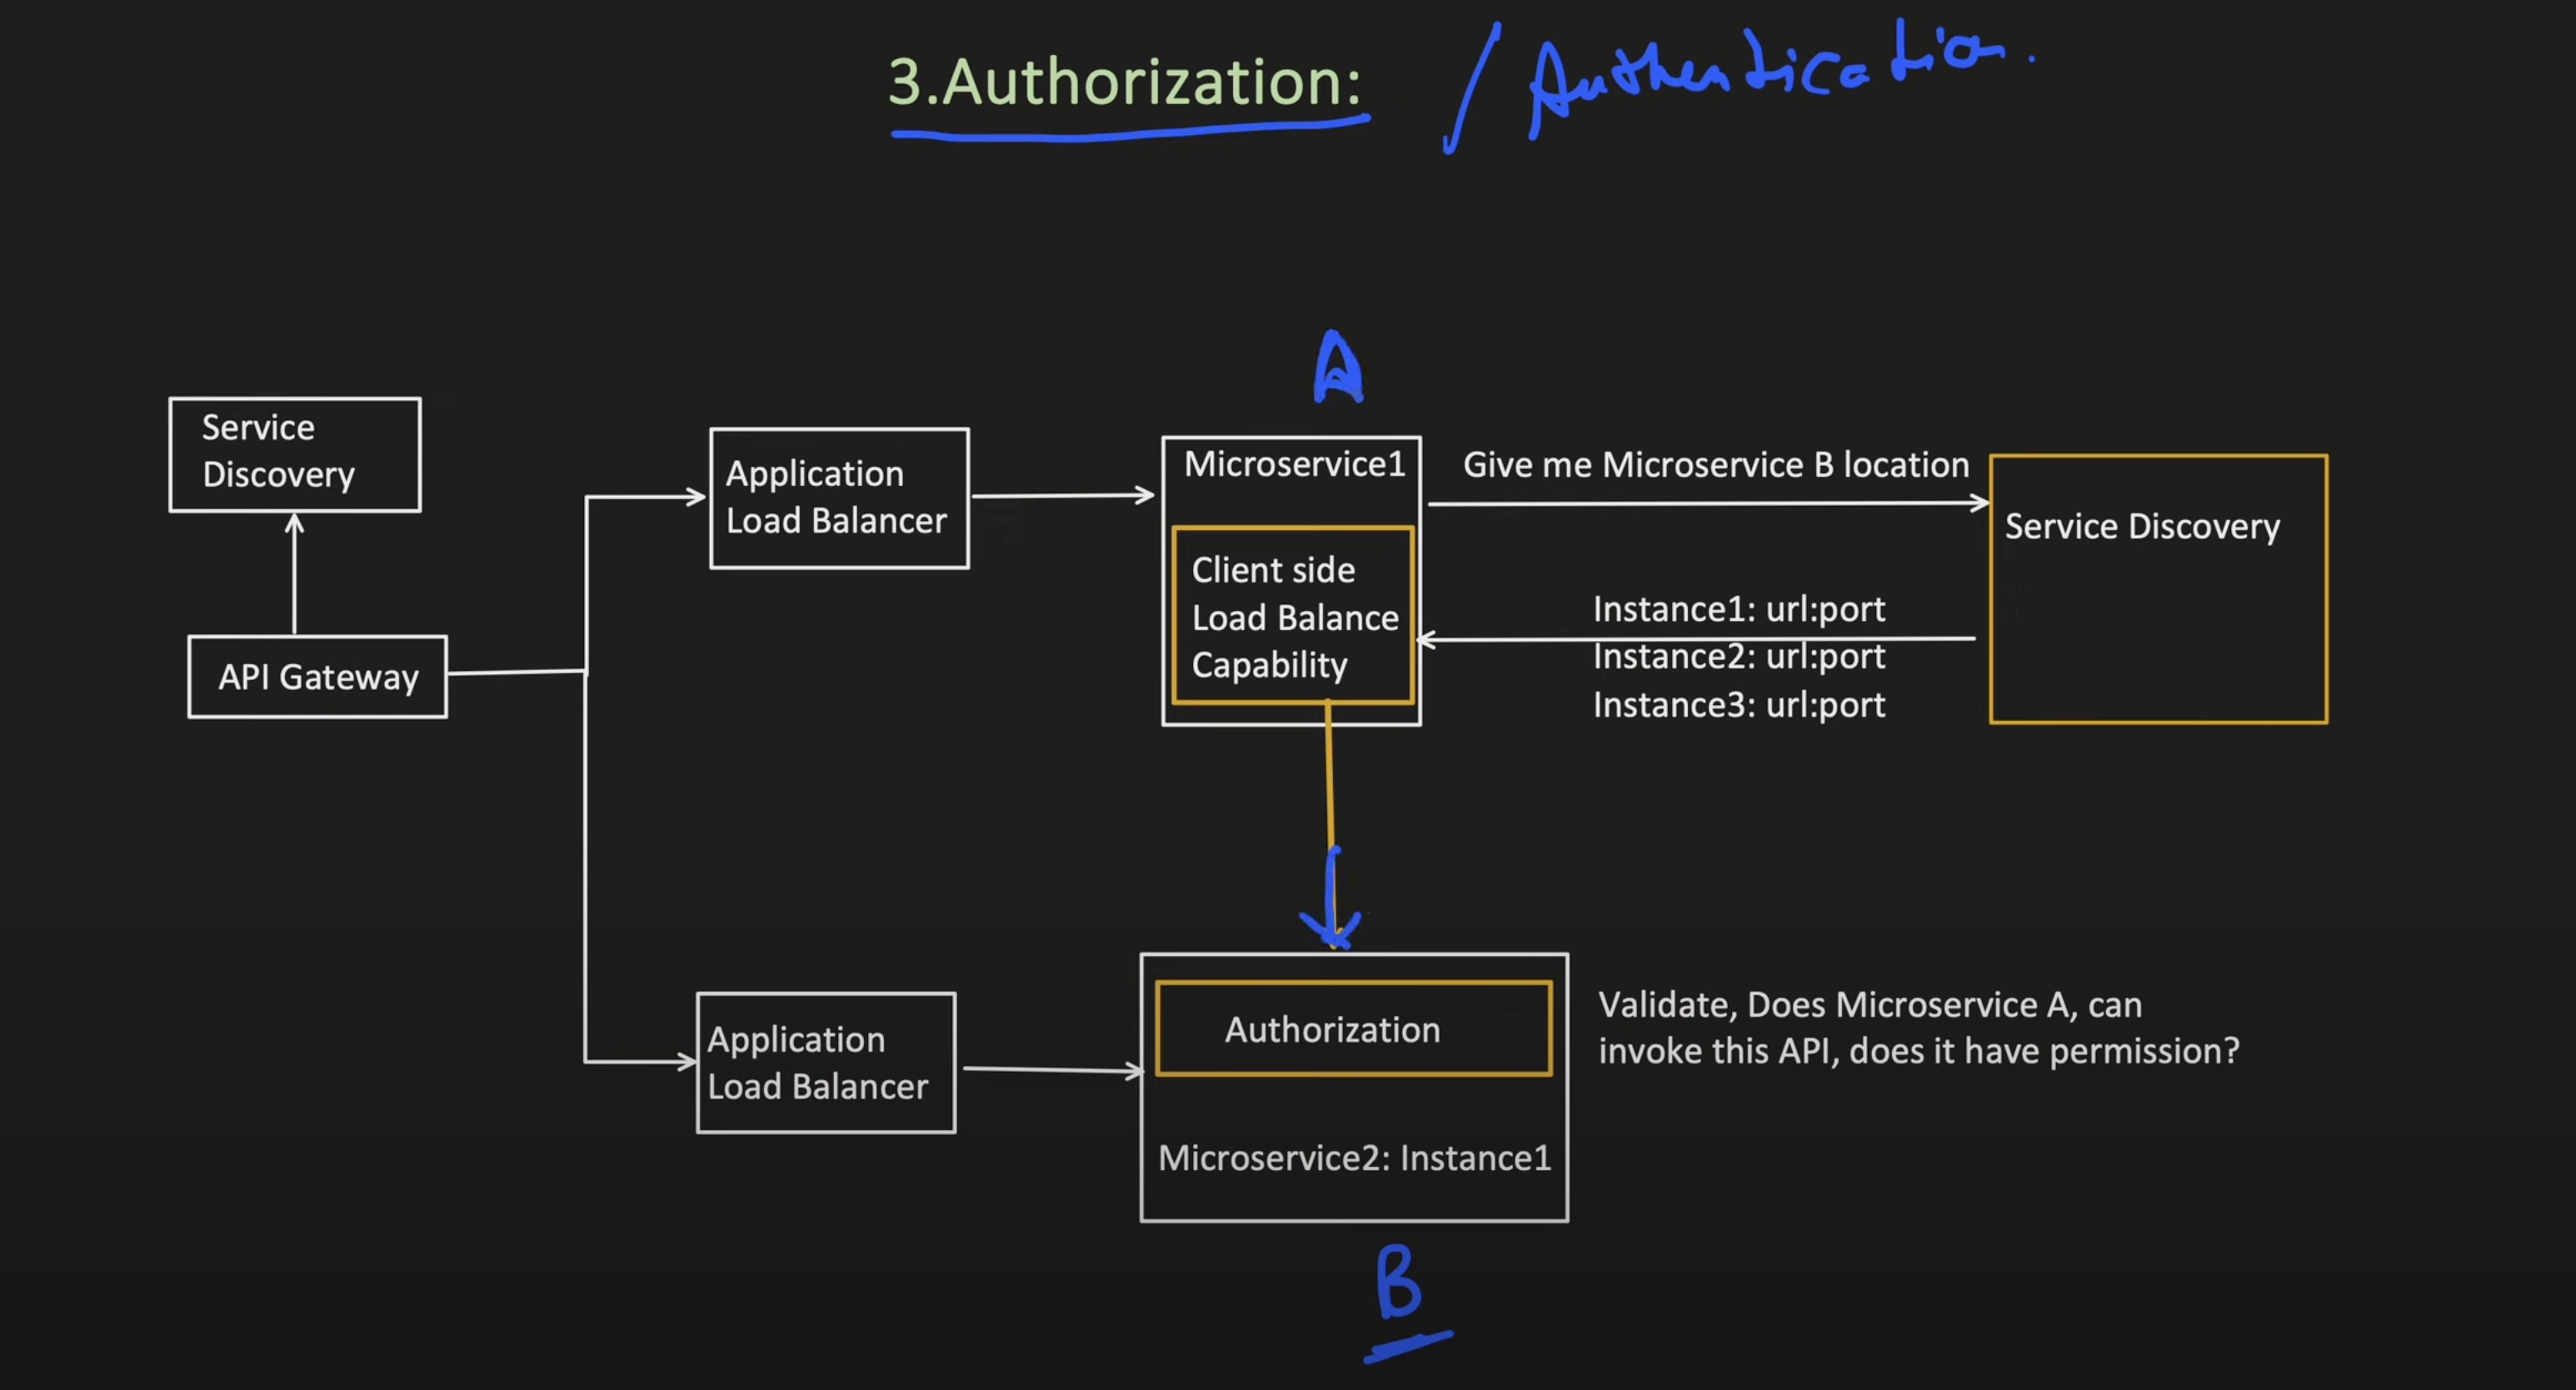 3.Authorization: / Authentication.
A
Service
Discovery
API Gateway
Application
Load Balancer
Microservice1
Client side
Load Balance
Capability
Give me Microservice B location
Service Discovery
Instance1: url:port
Instance2: url:port
Instance3: url:port
Application
Load Balancer
Authorization
Microservice2: Instance1
Validate, Does Microservice A, can
invoke this API, does it have permission?
B